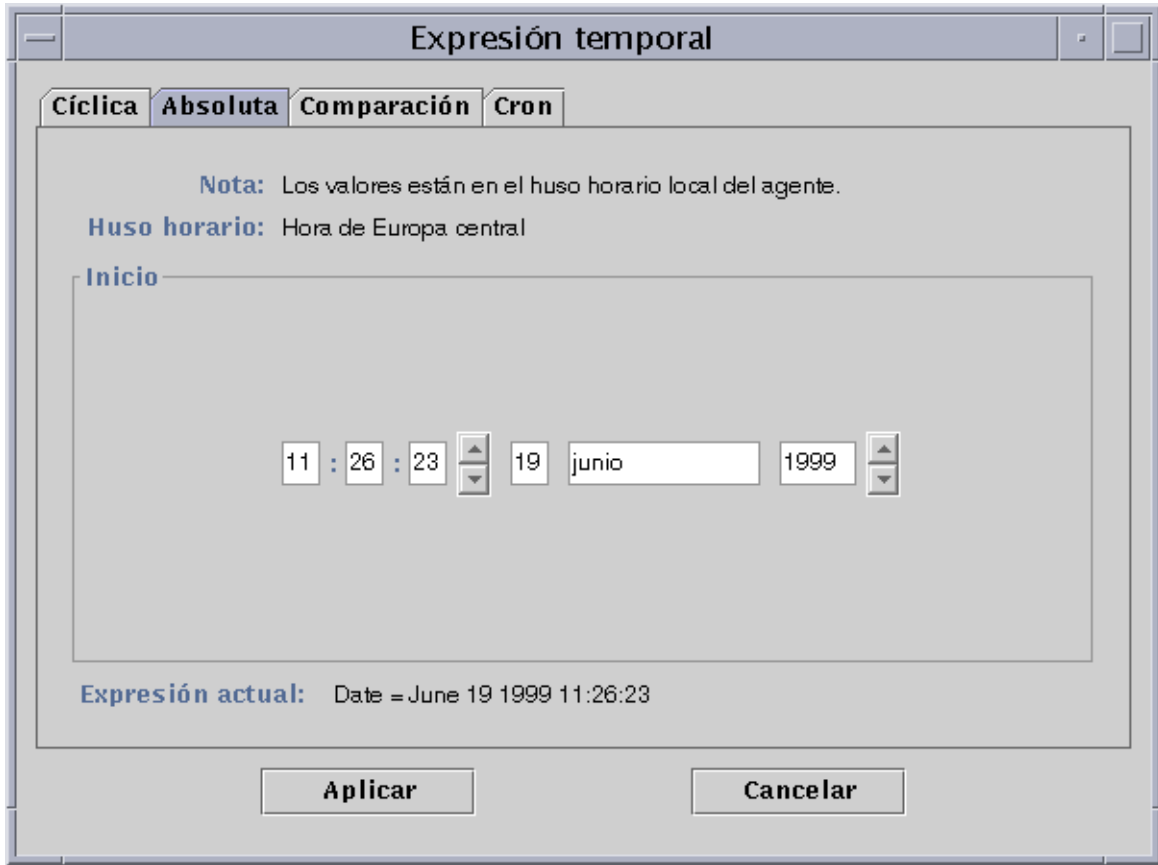 Expresión temporal
Cíclica Absoluta Comparación Cron
Nota: Los valores están en el huso horario local del agente.
Huso horario: Hora de Europa central
Inicio
11 : 26 : 23 19 junio 1999
Expresión actual: Date = June 19 1999 11:26:23
Aplicar Cancelar